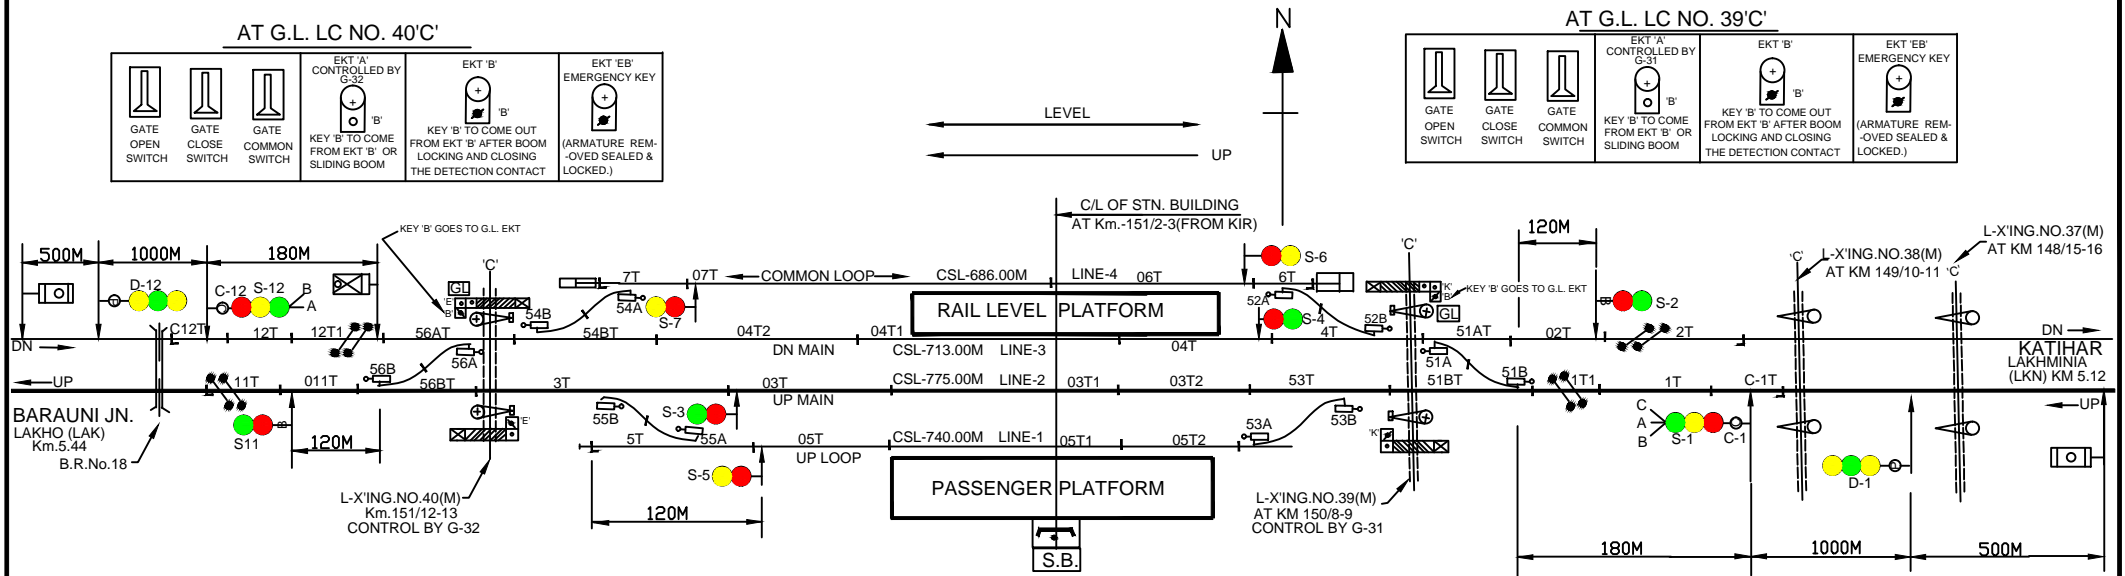 AT G.L. LC NO. 40'C'
GATE
OPEN
SWITCH
GATE
CLOSE
SWITCH
GATE
COMMON
SWITCH
EKT 'A'
CONTROLLED BY
G-32
'B'
KEY 'B' TO COME
FROM EKT 'B' OR
SLIDING BOOM
EKT 'B'
KEY 'B' TO COME OUT
FROM EKT 'B' AFTER BOOM
LOCKING AND CLOSING
THE DETECTION CONTACT
EKT 'EB'
EMERGENCY KEY
(ARMATURE REM-
-OVED SEALED &
LOCKED.)
N
LEVEL
UP
AT G.L. LC NO. 39'C'
GATE
OPEN
SWITCH
GATE
CLOSE
SWITCH
GATE
COMMON
SWITCH
EKT 'A'
CONTROLLED BY
G-31
'B'
KEY 'B' TO COME
FROM EKT 'B' OR
SLIDING BOOM
EKT 'B'
KEY 'B' TO COME OUT
FROM EKT 'B' AFTER BOOM
LOCKING AND CLOSING
THE DETECTION CONTACT
EKT 'EB'
EMERGENCY KEY
(ARMATURE REM-
-OVED SEALED &
LOCKED.)
C/L OF STN. BUILDING
AT Km.-151/2-3(FROM KIR)
KEY 'B' GOES TO G.L. EKT
500M
1000M
180M
120M
L-X'ING.NO.38(M)
AT KM 149/10-11
L-X'ING.NO.37(M)
AT KM 148/15-16
'C'
'C'
'C'
'C'
D-12
C-12
S-12
B
A
GL
'E'
'B'
7T
07T
COMMON LOOP
CSL-686.00M
LINE-4
06T
6T
S-6
'K'
'B'
KEY 'B' GOES TO G.L. EKT
GL
S-2
54A
54B
S-7
RAIL LEVEL PLATFORM
52A
S-4
52B
C12T
12T
12T1
56AT
54BT
04T2
04T1
04T
4T
51AT
02T
2T
DN
DN
DN MAIN
CSL-713.00M
LINE-3
KATIHAR
LAKHMINIA
(LKN) KM 5.12
56B
56A
51A
51B
UP
11T
011T
56BT
3T
03T
CSL-775.00M
LINE-2
03T1
03T2
53T
51BT
1T1
1T
C-1T
UP MAIN
UP
BARAUNI JN.
LAKHO (LAK)
Km.5.44
B.R.No.18
S11
120M
'E'
55B
S-3
55A
5T
05T
CSL-740.00M
LINE-1
05T1
05T2
UP LOOP
53A
53B
'K'
C
A
B
S-1
C-1
D-1
S-5
120M
PASSENGER PLATFORM
L-X'ING.NO.40(M)
Km.151/12-13
CONTROL BY G-32
L-X'ING.NO.39(M)
AT KM 150/8-9
CONTROL BY G-31
S.B.
180M
1000M
500M